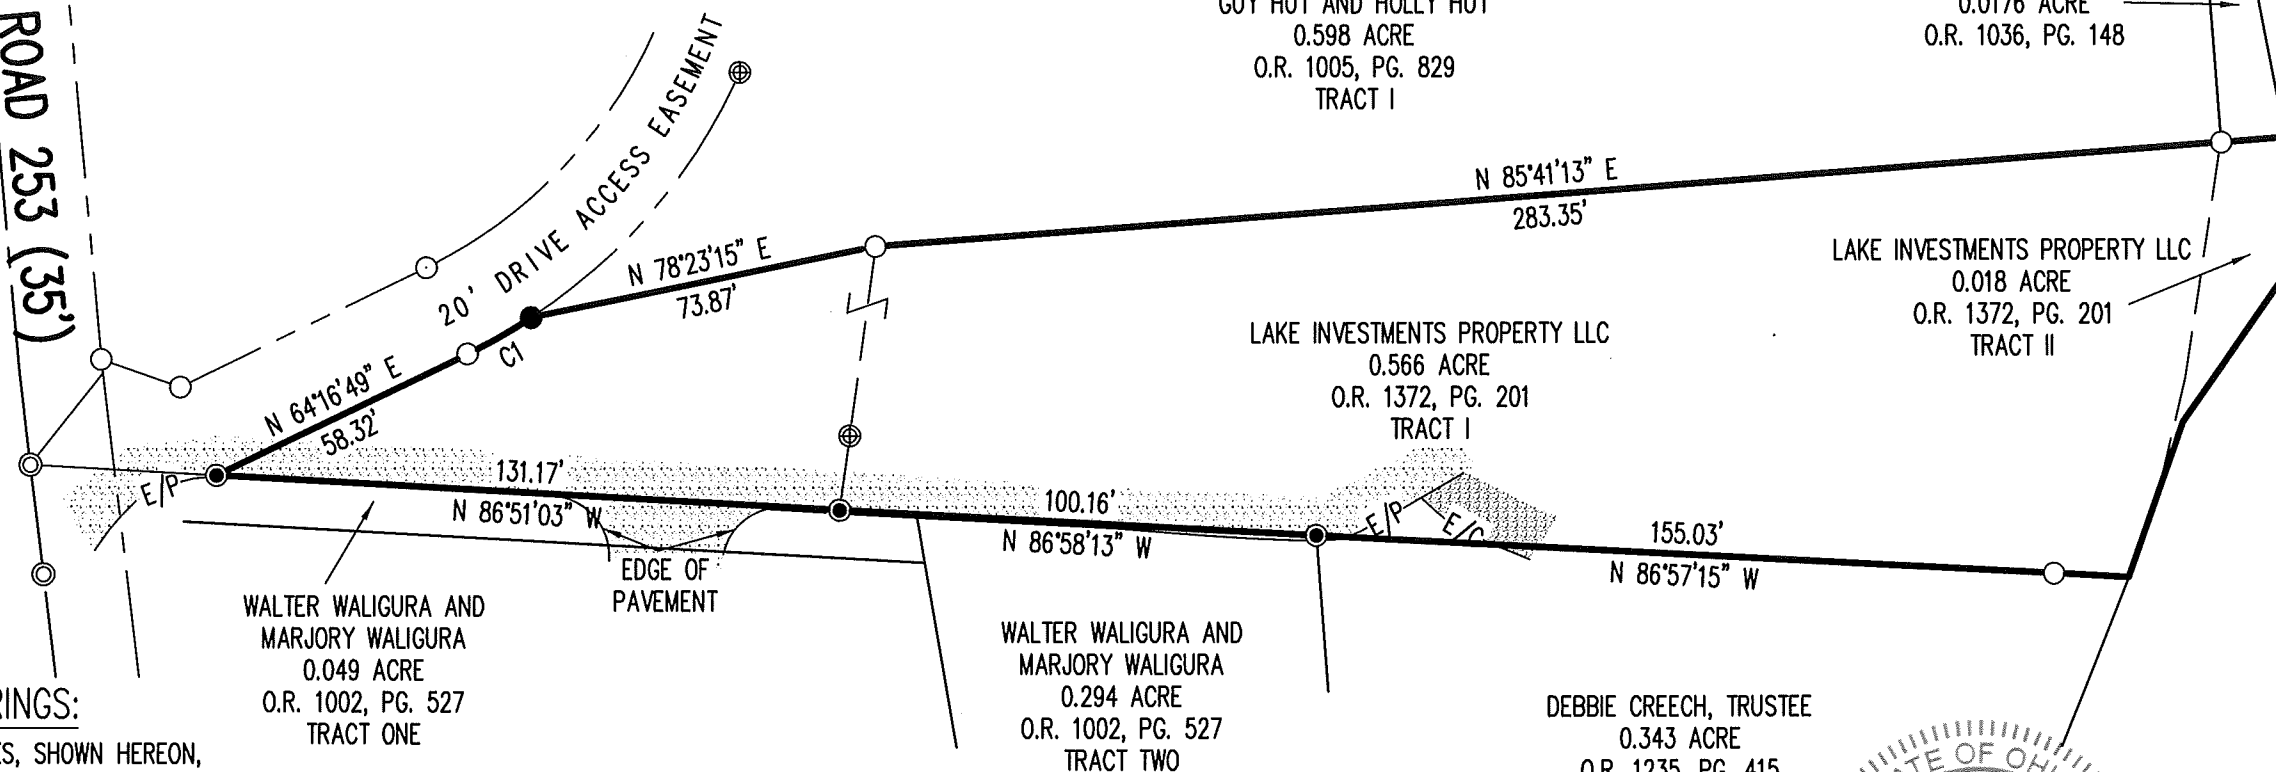 ROAD 253 (35')
20' DRIVE ACCESS EASEMENT
GUY HUT AND HOLLY HUT
0.598 ACRE
O.R. 1005, PG. 829
TRACT I
0.0176 ACRE
O.R. 1036, PG. 148
N 85°41'13" E
283.35'
N 78°23'15" E
73.87'
C1
N 64°16'49" E
58.32'
LAKE INVESTMENTS PROPERTY LLC
0.018 ACRE
O.R. 1372, PG. 201
TRACT II
LAKE INVESTMENTS PROPERTY LLC
0.566 ACRE
O.R. 1372, PG. 201
TRACT I
E/P
131.17'
N 86°51'03" W
100.16'
N 86°58'13" W
E/P
E/C
155.03'
N 86°57'15" W
EDGE OF
PAVEMENT
WALTER WALIGURA AND
MARJORY WALIGURA
0.049 ACRE
O.R. 1002, PG. 527
TRACT ONE
WALTER WALIGURA AND
MARJORY WALIGURA
0.294 ACRE
O.R. 1002, PG. 527
TRACT TWO
DEBBIE CREECH, TRUSTEE
0.343 ACRE
O.R. 1235, PG. 415
RINGS:
S, SHOWN HEREON,
TE OF OH